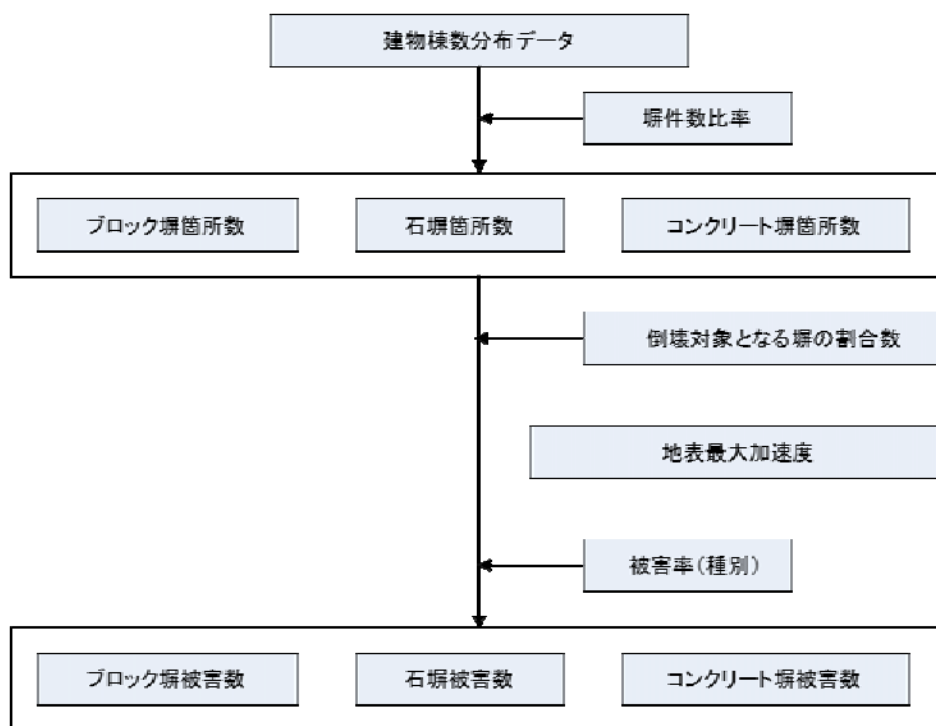 建物棟数分布データ
塀件数比率
ブロック塀箇所数
石塀箇所数
コンクリート塀箇所数
倒壊対象となる塀の割合数
地表最大加速度
被害率(種別)
ブロック塀被害数
石塀被害数
コンクリート塀被害数